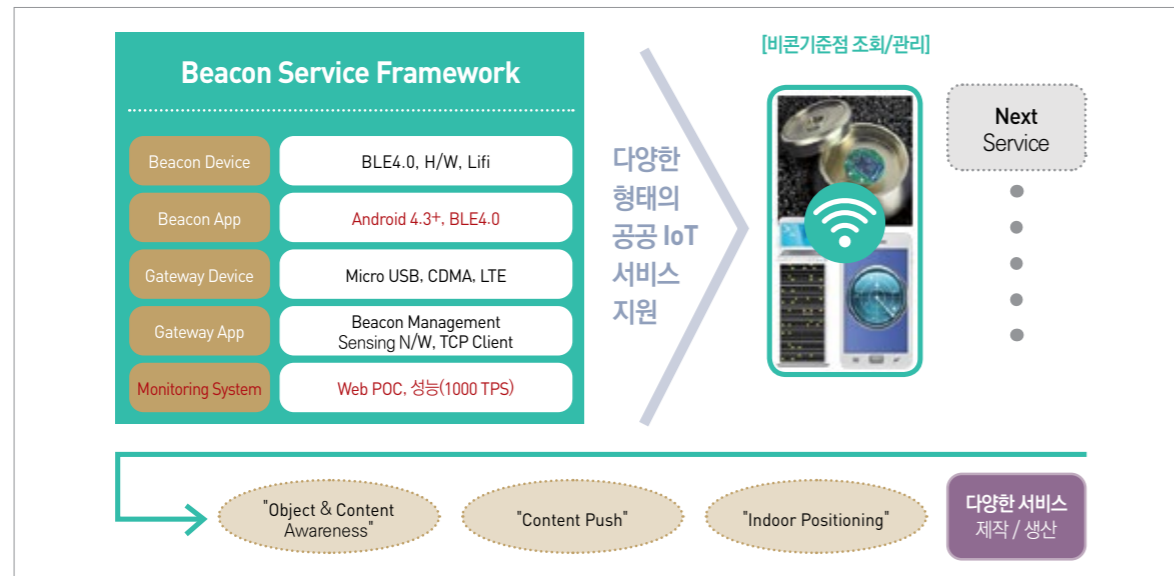 Beacon Service Framework
Beacon Device
BLE4.0, H/W, Lifi
Beacon App
Android 4.3+, BLE4.0
Gateway Device
Micro USB, CDMA, LTE
Gateway App
Beacon Management
Sensing N/W, TCP Client
Monitoring System
Web POC, 성능(1000 TPS)
다양한
형태의
공공 IoT
서비스
지원
[비콘기준점 조회/관리]
Next
Service
"Object & Content
Awareness"
"Content Push"
"Indoor Positioning"
다양한 서비스
제작 / 생산